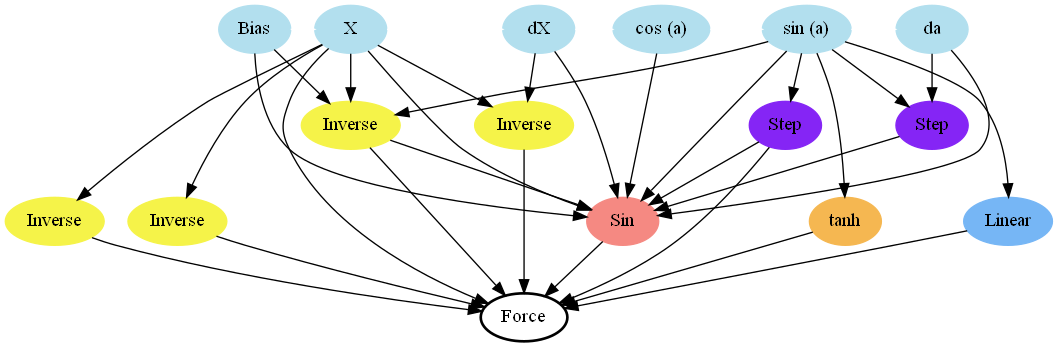 Bias
X
dX
cos (a)
sin (a)
da
Inverse
Inverse
Step
Step
Inverse
Inverse
Sin
tanh
Linear
Force